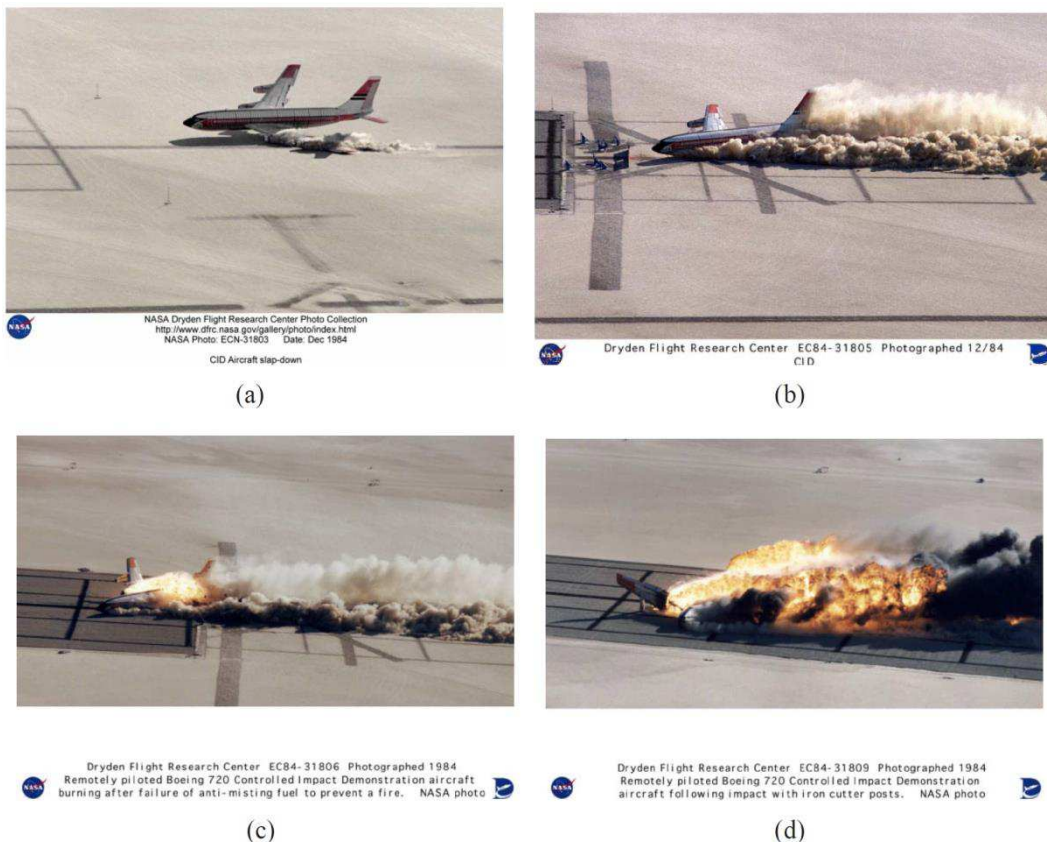 NASA
NASA Dryden Flight Research Center Photo Collection
http://www.dfrc.nasa.gov/gallery/photo/index.html
NASA Photo: ECN-31803 Date: Dec 1984
CID Aircraft slap-down
(a)
NASA
Dryden Flight Research Center EC84-31805 Photographed 12/84
CID
(b)
NASA
Dryden Flight Research Center EC84-31806 Photographed 1984
Remotely piloted Boeing 720 Controlled Impact Demonstration aircraft
burning after failure of anti-misting fuel to prevent a fire. NASA photo
(c)
NASA
Dryden Flight Research Center EC84-31809 Photographed 1984
Remotely piloted Boeing 720 Controlled Impact Demonstration
aircraft following impact with iron cutter posts. NASA photo
(d)